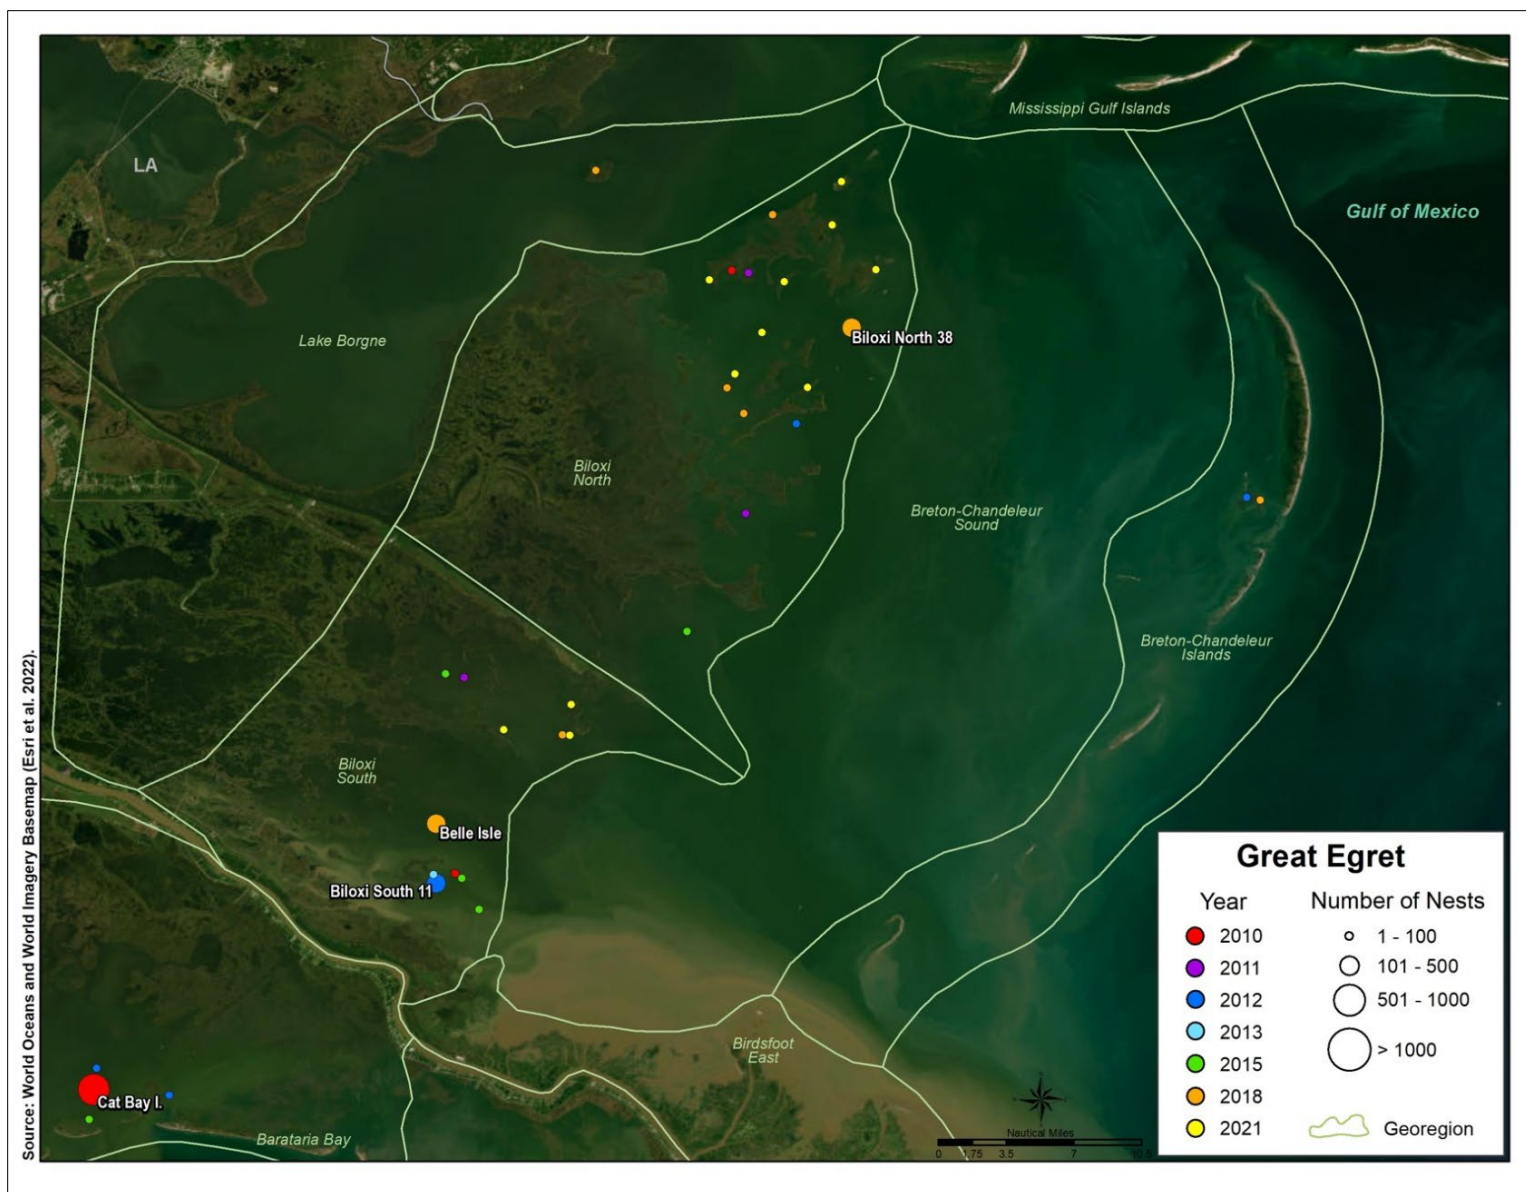 Mississippi Gulf Islands
LA
Gulf of Mexico
Lake Borgne
Biloxi North 38
Biloxi
North
Breton-Chandeleur
Sound
Breton-Chandeleur
Islands
Biloxi
South
Belle Isle
Biloxi South 11
Birdsfoot
East
Cat Bay I.
Barataria Bay
Nautical Miles
0 1.75 3.5 7 10.5
Great Egret
Year
2010
2011
2012
2013
2015
2018
2021
Number of Nests
1 - 100
101 - 500
501 - 1000
> 1000
Georegion
Source: World Oceans and World Imagery Basemap (Esri et al. 2022).